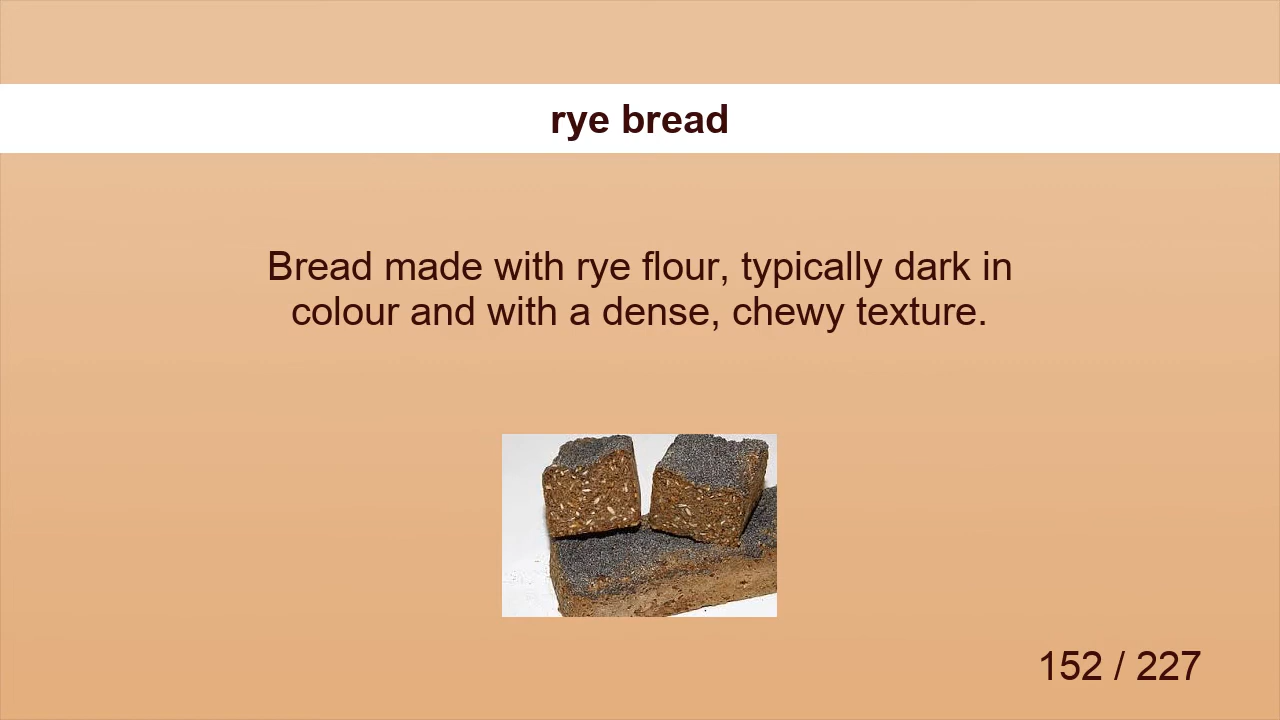 rye bread
Bread made with rye flour, typically dark in
colour and with a dense, chewy texture.
152 / 227